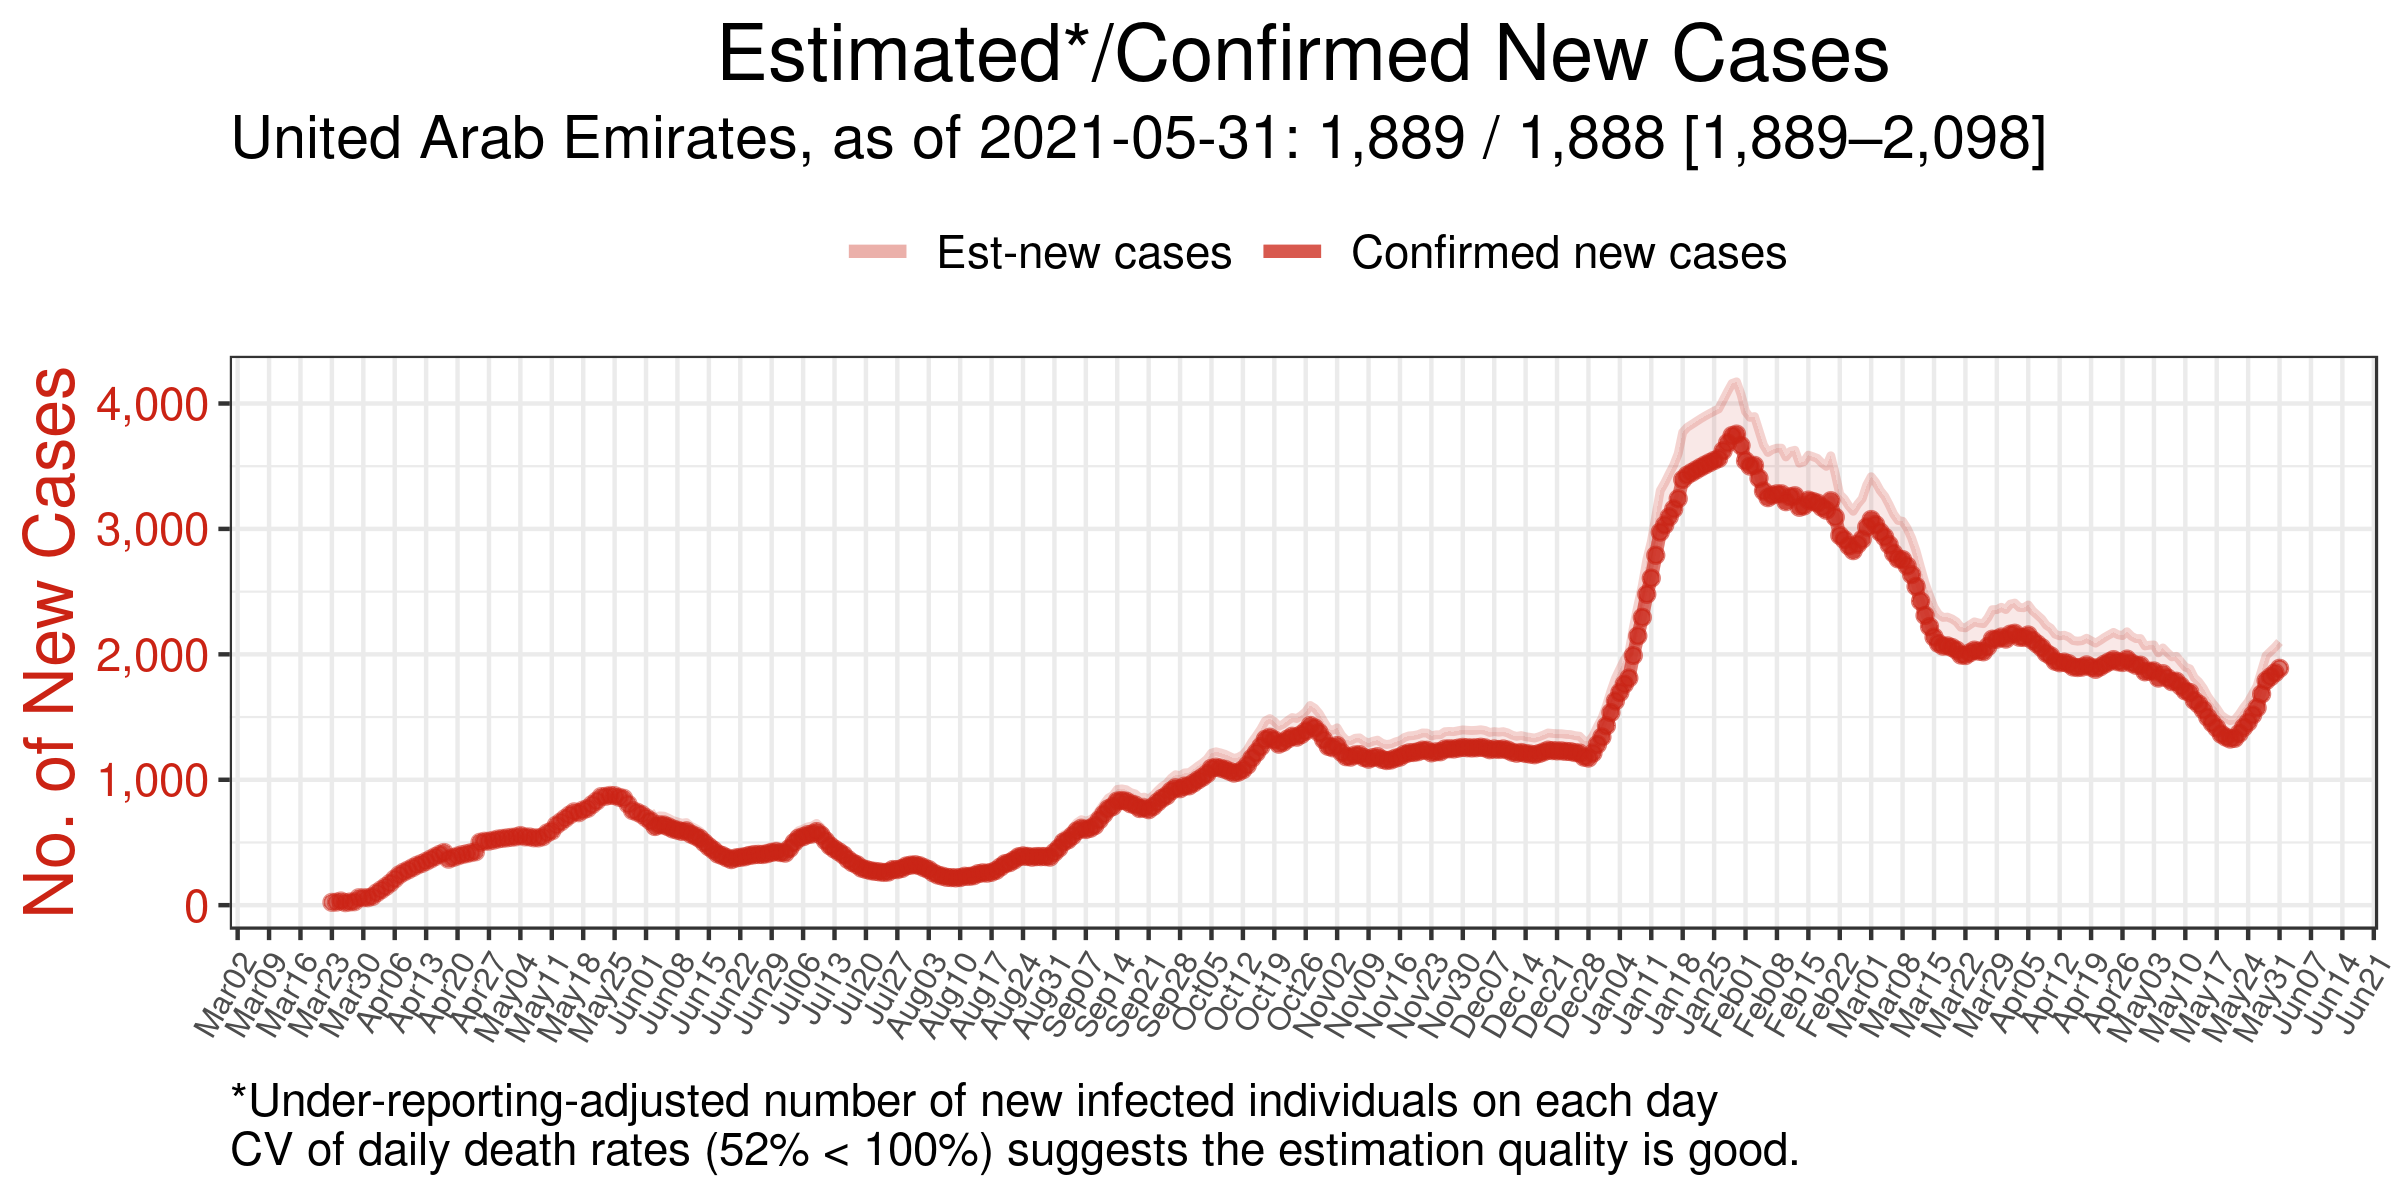 Estimated*/Confirmed New Cases
United Arab Emirates, as of 2021-05-31: 1,889 / 1,888 [1,889–2,098]
Est-new cases Confirmed new cases
No. of New Cases
4,000
3,000
2,000
1,000
0
Mar02 Mar09 Mar16 Mar23 Mar30 Apr06 Apr13 Apr20 Apr27 May04 May11 May18 May25 Jun01 Jun08 Jun15 Jun22 Jun29 Jul06 Jul13 Jul20 Jul27 Aug03 Aug10 Aug17 Aug24 Aug31 Sep07 Sep14 Sep21 Sep28 Oct05 Oct12 Oct19 Oct26 Nov02 Nov09 Nov16 Nov23 Nov30 Dec07 Dec14 Dec21 Dec28 Jan04 Jan11 Jan18 Jan25 Feb01 Feb08 Feb15 Feb22 Mar01 Mar08 Mar15 Mar22 Mar29 Apr05 Apr12 Apr19 Apr26 May03 May10 May17 May24 May31 Jun07 Jun14 Jun21
*Under-reporting-adjusted number of new infected individuals on each day
CV of daily death rates (52% < 100%) suggests the estimation quality is good.